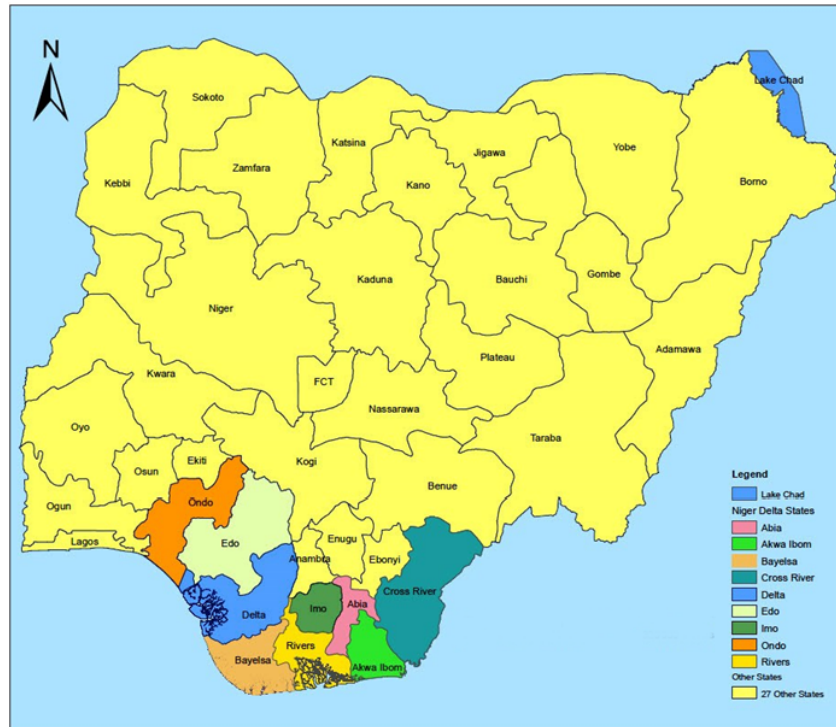 N
Lake Chad
Sokoto
Katsina
Yobe
Jigawa
Zamfara
Kebbi
Kano
Borno
Kaduna
Bauchi
Gombe
Niger
Adamawa
Plateau
Kwara
FCT
Nassarawa
Oyo
Taraba
Ekiti
Kogi
Osun
Benue
Ondo
Ogun
Enugu
Lagos
Edo
Anambra
Ebonyi
Cross River
Imo
Abia
Delta
Rivers
Bayelsa
Akwa Ibom
Legend
Lake Chad
Niger Delta States
Abia
Akwa Ibom
Bayelsa
Cross River
Delta
Edo
Imo
Ondo
Rivers
Other States
27 Other States